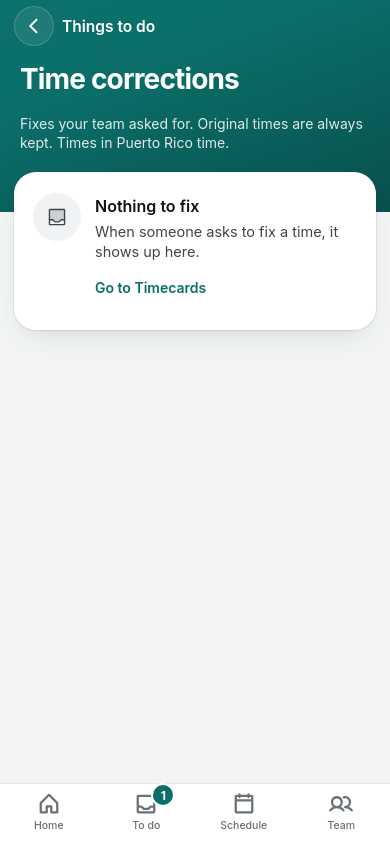 Things to do
Time corrections
Fixes your team asked for. Original times are always
kept. Times in Puerto Rico time.
Nothing to fix
When someone asks to fix a time, it
shows up here.
Go to Timecards
1
Home
To do
Schedule
Team